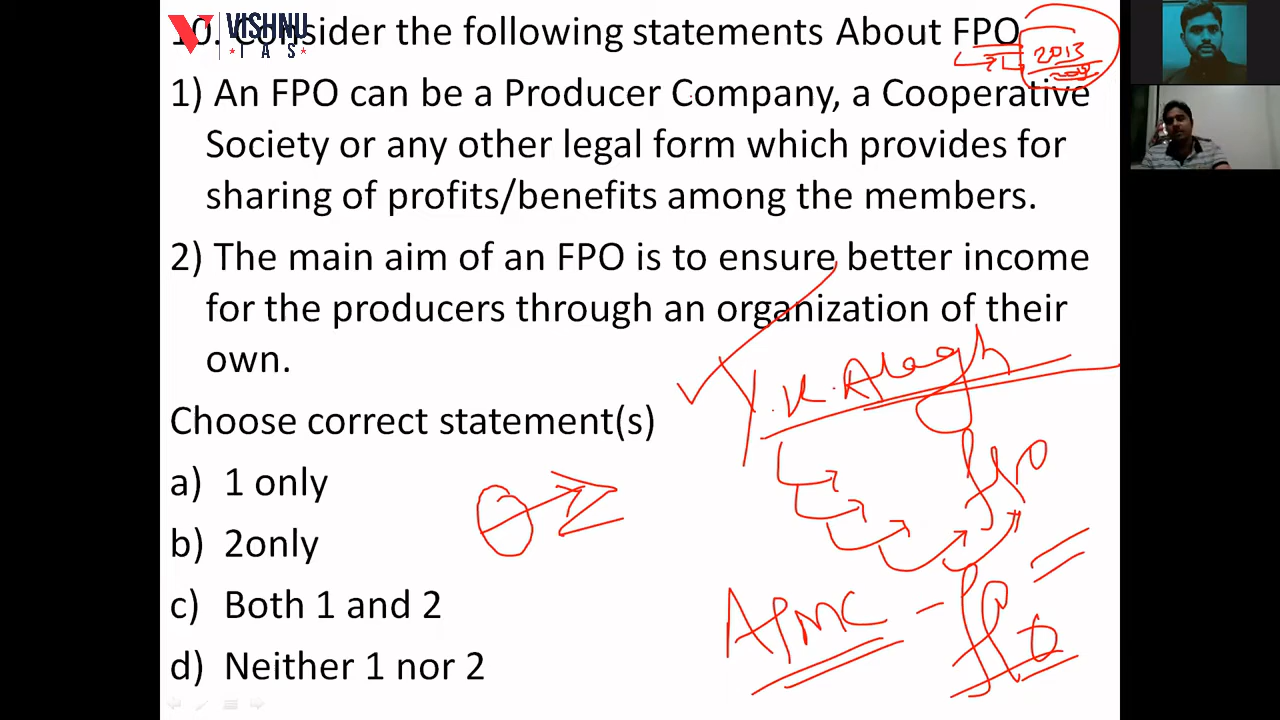 VISHNU
IAS
10. Consider the following statements About FPO
2013
1) An FPO can be a Producer Company, a Cooperative
Society or any other legal form which provides for
sharing of profits/benefits among the members.
2) The main aim of an FPO is to ensure better income
for the producers through an organization of their
own.
Y.K.Alagh
Choose correct statement(s)
FPO
a) 1 only
b) 2only
c) Both 1 and 2
APMC -
d) Neither 1 nor 2